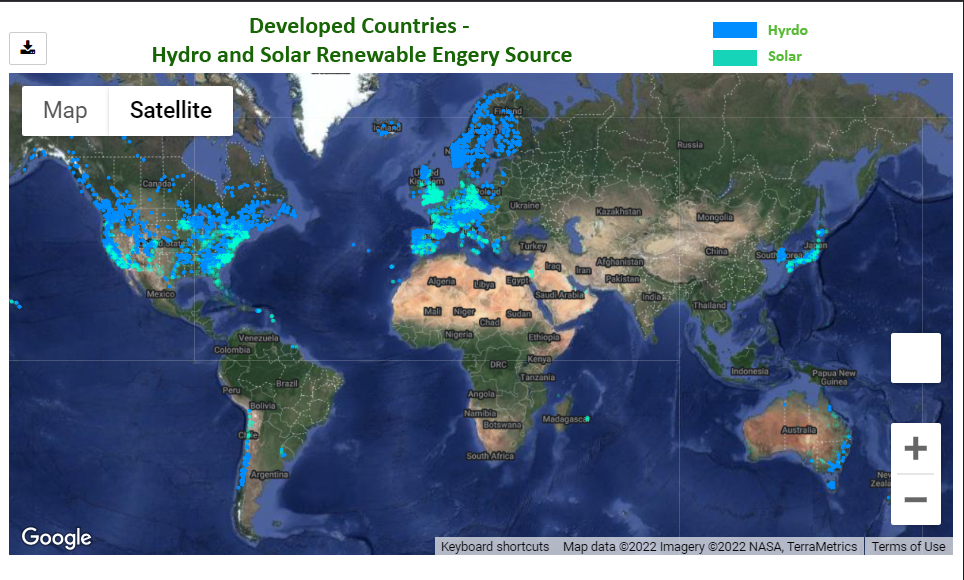 Developed Countries -
Hydro and Solar Renewable Engery Source
Hyrdo
Solar
Map
Satellite
Finland
Russia
Canada
United
Kingdom
Poland
Ukraine
Kazakhstan
Mongolia
United States
Turkey
China
South Korea
Japan
Afghanistan
Iraq
Iran
Pakistan
Algeria
Libya
Egypt
Saudi Arabia
India
Mexico
Mali
Niger
Chad
Sudan
Thailand
Nigeria
Ethiopia
Venezuela
Colombia
DRC
Kenya
Tanzania
Indonesia
Papua New
Guinea
Peru
Brazil
Bolivia
Angola
Namibia
Botswana
Madagascar
Australia
Chile
South Africa
Argentina
New
Zeala
Google
Keyboard shortcuts
Map data ©2022 Imagery ©2022 NASA, TerraMetrics
Terms of Use